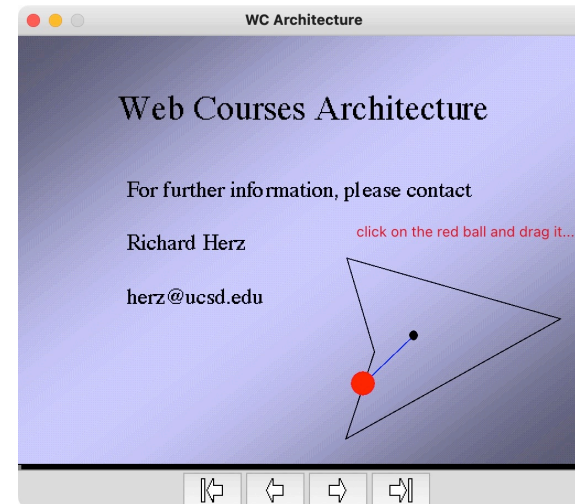 WC Architecture
Web Courses Architecture
For further information, please contact
click on the red ball and drag it...
Richard Herz
herz@ucsd.edu